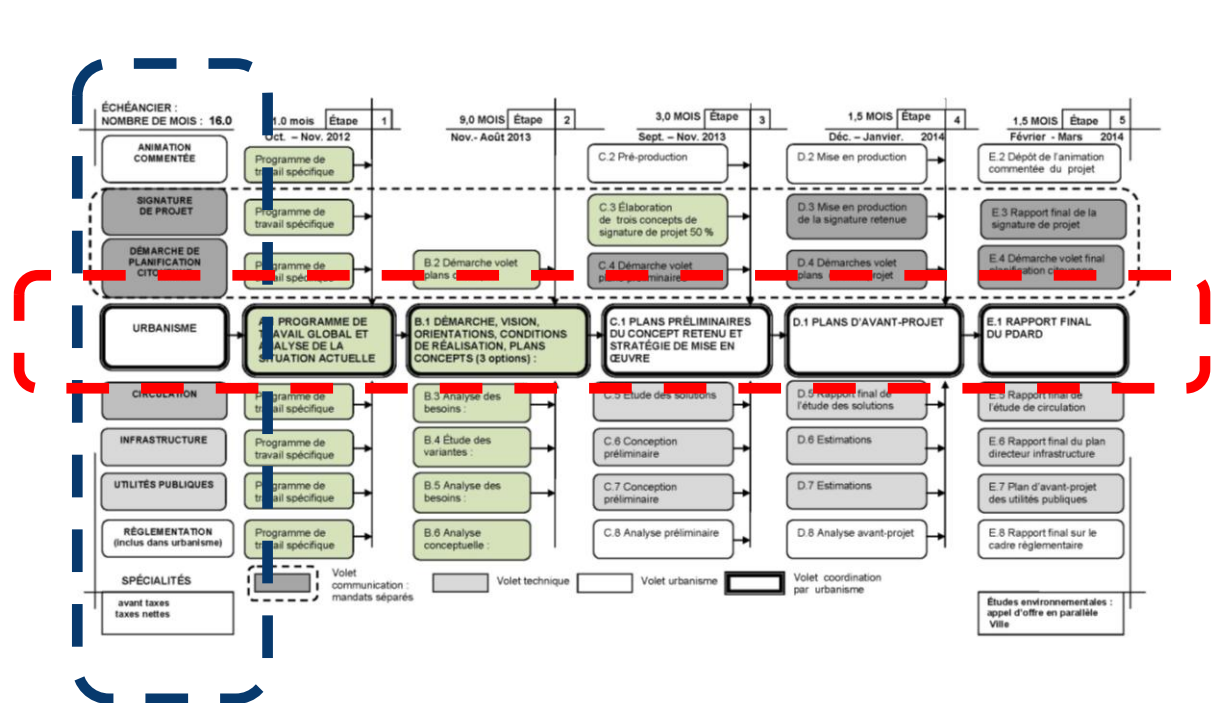 ÉCHÉANCIER :
NOMBRE DE MOIS : 16.0
1.0 mois Étape 1
Oct. – Nov. 2012
9,0 MOIS Étape 2
Nov.- Août 2013
3,0 MOIS Étape 3
Sept. – Nov. 2013
1,5 MOIS Étape 4
Déc. – Janvier. 2014
1,5 MOIS Étape 5
Février - Mars 2014
ANIMATION
COMMENTÉE
Programme de
travail spécifique
C.2 Pré-production
D.2 Mise en production
E.2 Dépôt de l'animation
commentée du projet
SIGNATURE
DE PROJET
Programme de
travail spécifique
C.3 Élaboration
de trois concepts de
signature de projet 50 %
D.3 Mise en production
de la signature retenue
E.3 Rapport final de la
signature de projet
DÉMARCHE DE
PLANIFICATION
CITOYENNE
Programme de
travail spécifique
B.2 Démarche volet
plans
C.4 Démarche volet
plans préliminaires
D.4 Démarches volet
plans projet
E.4 Démarche volet final
planification citoyenne
URBANISME
PROGRAMME DE
TRAVAIL GLOBAL ET
ANALYSE DE LA
SITUATION ACTUELLE
B.1 DÉMARCHE, VISION,
ORIENTATIONS, CONDITIONS
DE RÉALISATION, PLANS
CONCEPTS (3 options) :
C.1 PLANS PRÉLIMINAIRES
DU CONCEPT RETENU ET
STRATÉGIE DE MISE EN
ŒUVRE
D.1 PLANS D'AVANT-PROJET
E.1 RAPPORT FINAL
DU PDARD
CIRCULATION
Programme de
travail spécifique
B.3 Analyse des
besoins :
C.5 Étude des solutions
D.5 Rapport final de
l'étude des solutions
E.5 Rapport final de
l'étude de circulation
INFRASTRUCTURE
Programme de
travail spécifique
B.4 Étude des
variantes :
C.6 Conception
préliminaire
D.6 Estimations
E.6 Rapport final du plan
directeur infrastructure
UTILITÉS PUBLIQUES
Programme de
travail spécifique
B.5 Analyse des
besoins :
C.7 Conception
préliminaire
D.7 Estimations
E.7 Plan d'avant-projet
des utilités publiques
RÈGLEMENTATION
(Inclus dans urbanisme)
Programme de
travail spécifique
B.6 Analyse
conceptuelle :
C.8 Analyse préliminaire
D.8 Analyse avant-projet
E.8 Rapport final sur le
cadre réglementaire
SPÉCIALITÉS
Volet
communication :
mandats séparés
Volet technique
Volet urbanisme
Volet coordination
par urbanisme
avant taxes
taxes nettes
Études environnementales :
appel d'offre en parallèle
Ville